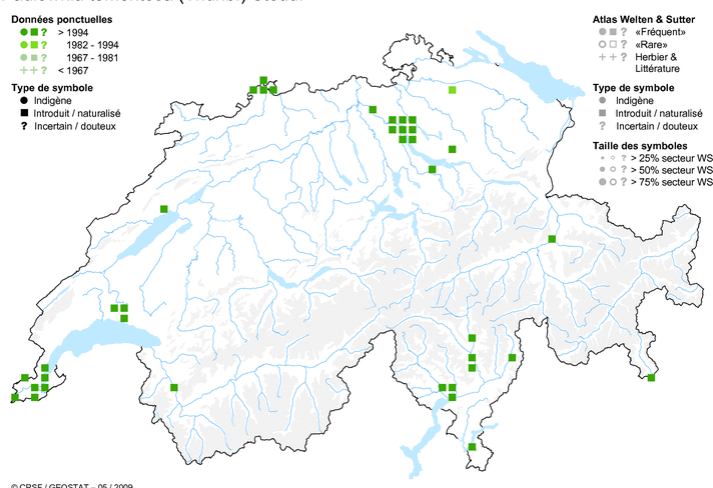 Données ponctuelles
? > 1994
? 1982 - 1994
? 1967 - 1981
++? < 1967
Type de symbole
Indigène
Introduit / naturalisé
? Incertain / douteux
Atlas Welten & Sutter
? «Fréquent»
? «Rare»
++? Herbier &
Littérature
Type de symbole
Indigène
Introduit / naturalisé
? Incertain / douteux
Taille des symboles
? > 25% secteur WS
? > 50% secteur WS
? > 75% secteur WS
© CRSF / GEOSTAT – 05 / 2009